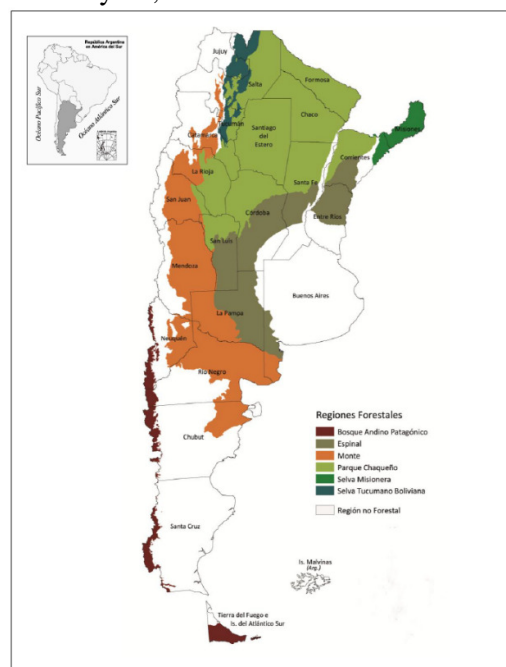 República Argentina
en América del Sur
Océano Pacífico Sur
Océano Atlántico Sur
Jujuy
Salta
Formosa
Tucumán
Chaco
Misiones
Catamarca
Santiago
del
Estero
Corrientes
La Rioja
Santa Fe
San Juan
Córdoba
Entre Ríos
San Luis
Mendoza
Buenos Aires
La Pampa
Neuquén
Río Negro
Chubut
Regiones Forestales
Bosque Andino Patagónico
Espinal
Monte
Parque Chaqueño
Selva Misionera
Selva Tucumano Boliviana
Región no Forestal
Santa Cruz
Is. Malvinas
(Arg.)
Tierra del Fuego e
Is. del Atlántico Sur